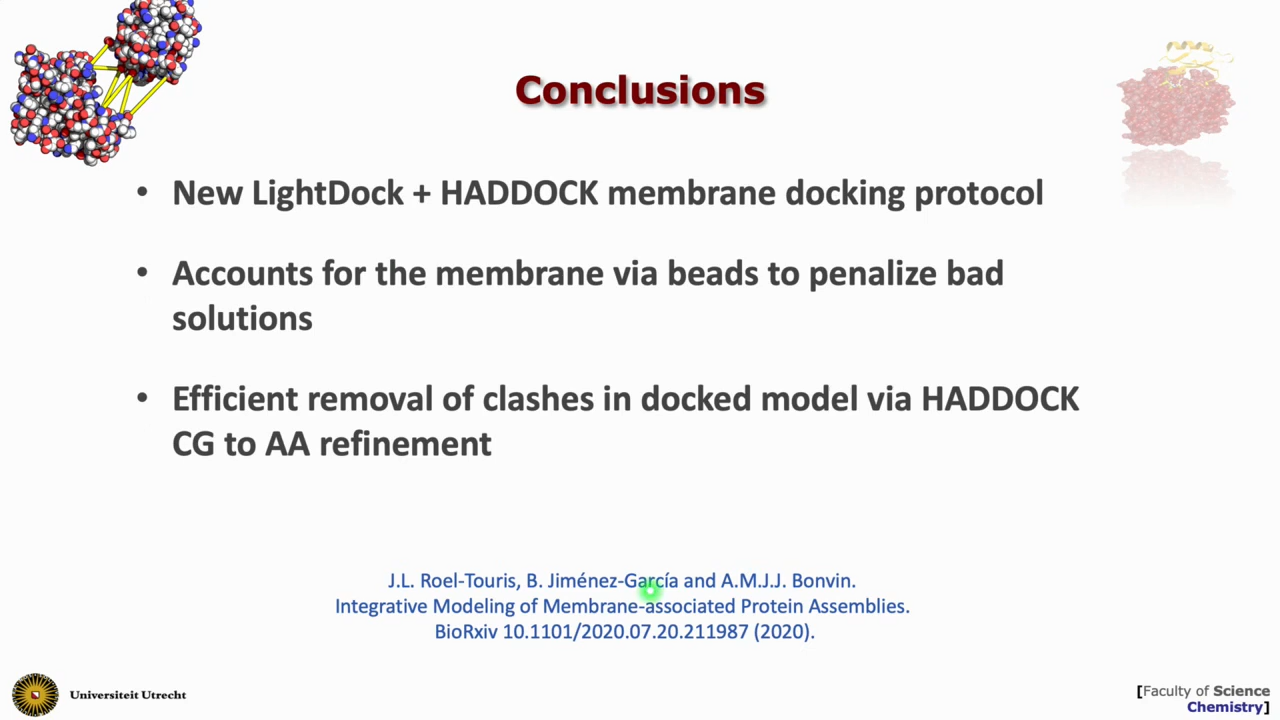 Conclusions
• New LightDock + HADDOCK membrane docking protocol
• Accounts for the membrane via beads to penalize bad
solutions
• Efficient removal of clashes in docked model via HADDOCK
CG to AA refinement
J.L. Roel-Touris, B. Jiménez-García and A.M.J.J. Bonvin.
Integrative Modeling of Membrane-associated Protein Assemblies.
BioRxiv 10.1101/2020.07.20.211987 (2020).
Universiteit Utrecht
[Faculty of Science
Chemistry]